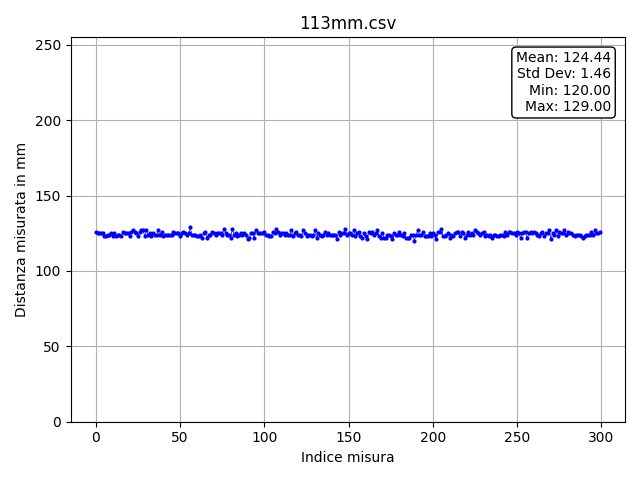 113mm.csv
Mean: 124.44
Std Dev: 1.46
Min: 120.00
Max: 129.00
Distanza misurata in mm
250
200
150
100
50
0
0 50 100 150 200 250 300
Indice misura